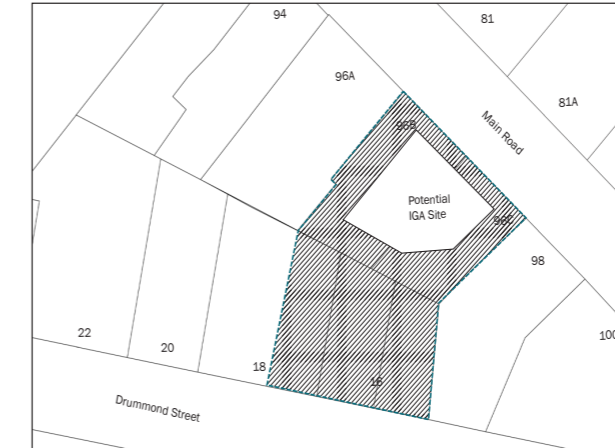 94
81
96A
81A
Main Road
96B
Potential
IGA Site
96C
98
100
22
20
18
16
Drummond Street